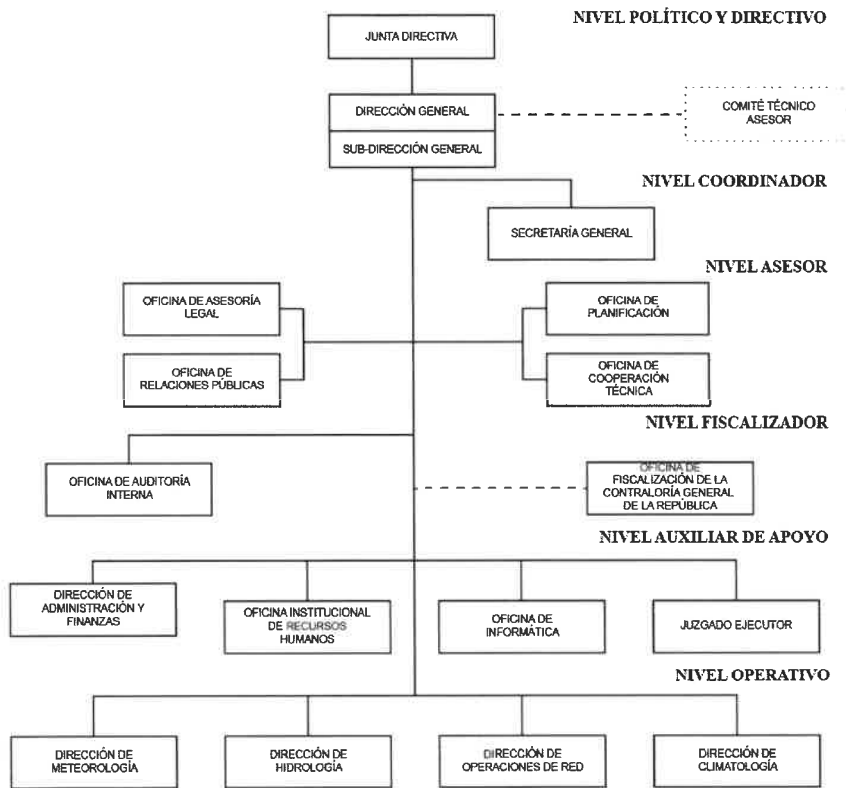 NIVEL POLÍTICO Y DIRECTIVO
JUNTA DIRECTIVA
DIRECCIÓN GENERAL
SUB-DIRECCIÓN GENERAL
COMITÉ TÉCNICO
ASESOR
NIVEL COORDINADOR
SECRETARÍA GENERAL
NIVEL ASESOR
OFICINA DE ASESORÍA
LEGAL
OFICINA DE
PLANIFICACIÓN
OFICINA DE
RELACIONES PÚBLICAS
OFICINA DE
COOPERACIÓN
TÉCNICA
NIVEL FISCALIZADOR
OFICINA DE AUDITORÍA
INTERNA
OFICINA DE
FISCALIZACIÓN DE LA
CONTRALORÍA GENERAL
DE LA REPÚBLICA
NIVEL AUXILIAR DE APOYO
DIRECCIÓN DE
ADMINISTRACIÓN Y
FINANZAS
OFICINA INSTITUCIONAL
DE RECURSOS
HUMANOS
OFICINA DE
INFORMÁTICA
JUZGADO EJECUTOR
NIVEL OPERATIVO
DIRECCIÓN DE
METEOROLOGÍA
DIRECCIÓN DE
HIDROLOGÍA
DIRECCIÓN DE
OPERACIONES DE RED
DIRECCIÓN DE
CLIMATOLOGÍA